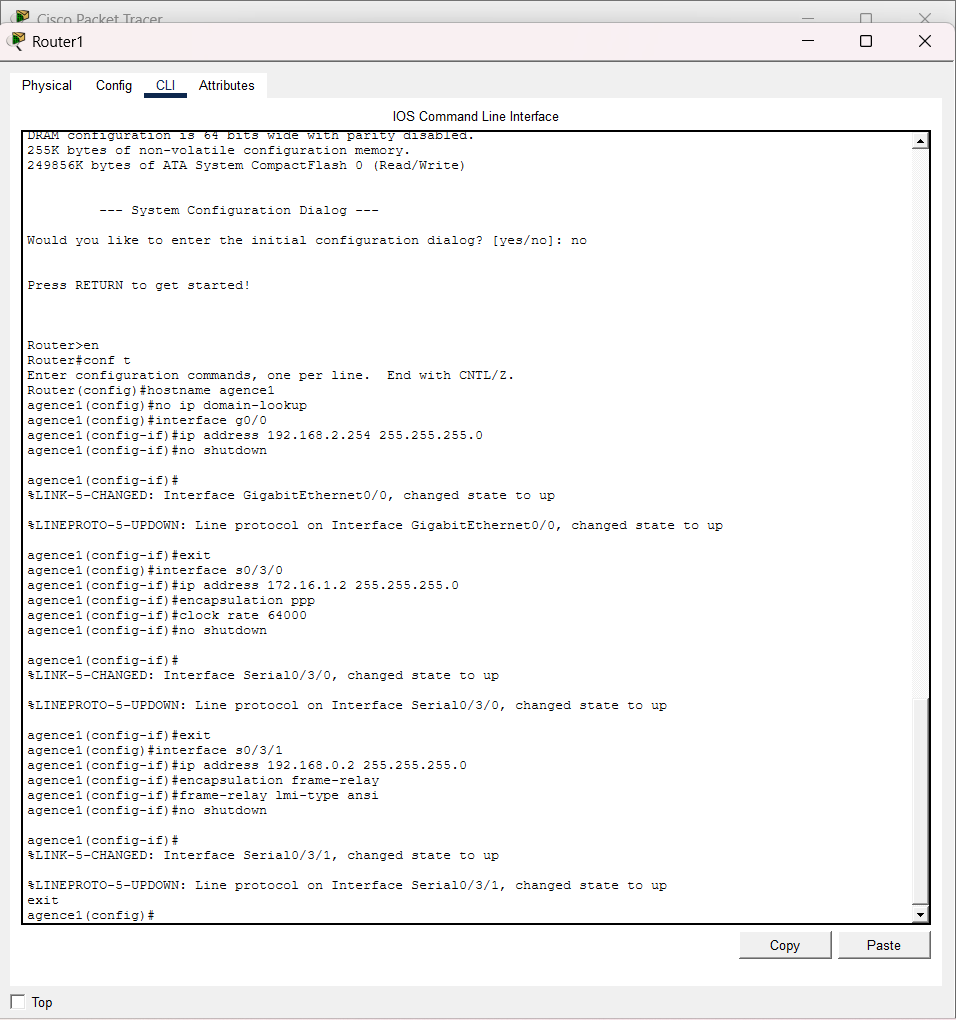 Cisco Packet Tracer
Router1
Physical Config CLI Attributes
IOS Command Line Interface
DRAM configuration is 64 bits wide with parity disabled.
255K bytes of non-volatile configuration memory.
249856K bytes of ATA System CompactFlash 0 (Read/Write)
--- System Configuration Dialog ---
Would you like to enter the initial configuration dialog? [yes/no]: no
Press RETURN to get started!
Router>en
Router#conf t
Enter configuration commands, one per line.  End with CNTL/Z.
Router(config)#hostname agence1
agence1(config)#no ip domain-lookup
agence1(config)#interface g0/0
agence1(config-if)#ip address 192.168.2.254 255.255.255.0
agence1(config-if)#no shutdown
agence1(config-if)#
%LINK-5-CHANGED: Interface GigabitEthernet0/0, changed state to up
%LINEPROTO-5-UPDOWN: Line protocol on Interface GigabitEthernet0/0, changed state to up
agence1(config-if)#exit
agence1(config)#interface s0/3/0
agence1(config-if)#ip address 172.16.1.2 255.255.255.0
agence1(config-if)#encapsulation ppp
agence1(config-if)#clock rate 64000
agence1(config-if)#no shutdown
agence1(config-if)#
%LINK-5-CHANGED: Interface Serial0/3/0, changed state to up
%LINEPROTO-5-UPDOWN: Line protocol on Interface Serial0/3/0, changed state to up
agence1(config-if)#exit
agence1(config)#interface s0/3/1
agence1(config-if)#ip address 192.168.0.2 255.255.255.0
agence1(config-if)#encapsulation frame-relay
agence1(config-if)#frame-relay lmi-type ansi
agence1(config-if)#no shutdown
agence1(config-if)#
%LINK-5-CHANGED: Interface Serial0/3/1, changed state to up
%LINEPROTO-5-UPDOWN: Line protocol on Interface Serial0/3/1, changed state to up
exit
agence1(config)#
Copy Paste
Top